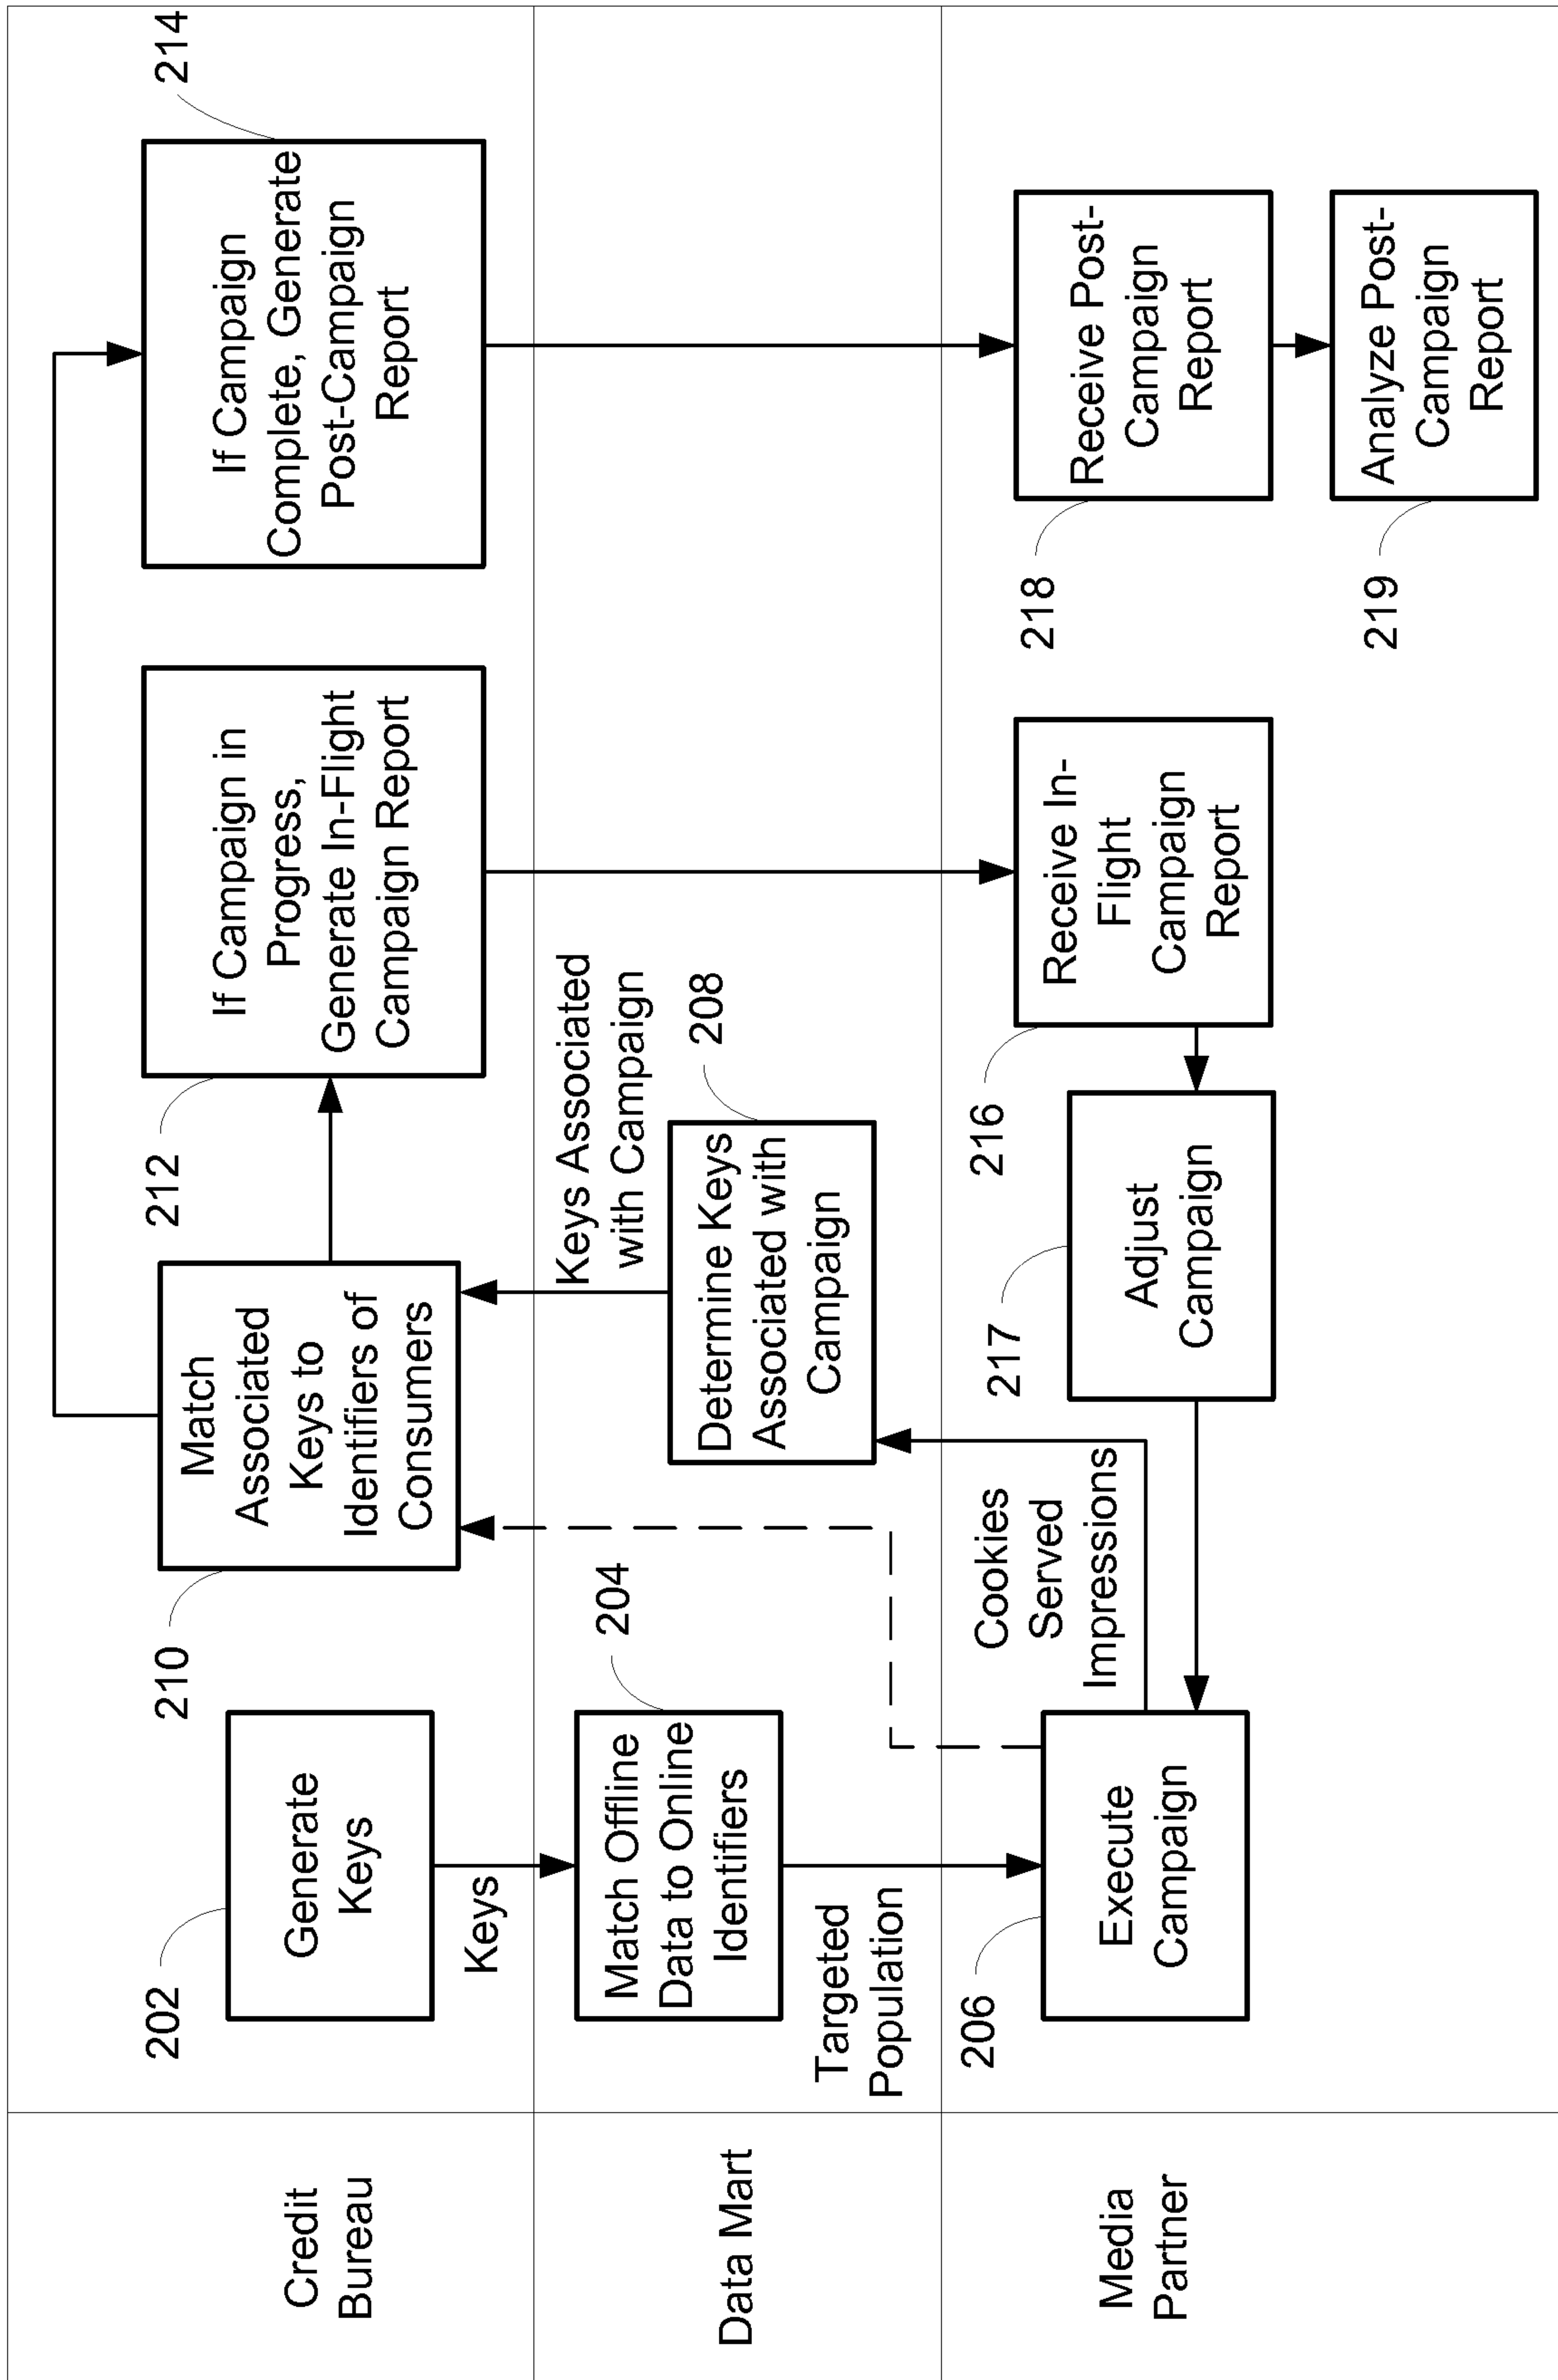 Credit
Bureau
202
Generate
Keys
Keys
210
Match
Associated
Keys to
Identifiers of
Consumers
212
If Campaign in
Progress,
Generate In-Flight
Campaign Report
214
If Campaign
Complete, Generate
Post-Campaign
Report
Data Mart
204
Match Offline
Data to Online
Identifiers
Targeted
Population
Keys Associated
with Campaign
208
Determine Keys
Associated with
Campaign
Media
Partner
206
Execute
Campaign
Cookies
Served
Impressions
217
Adjust
Campaign
216
Receive In-
Flight
Campaign
Report
218
Receive Post-
Campaign
Report
219
Analyze Post-
Campaign
Report